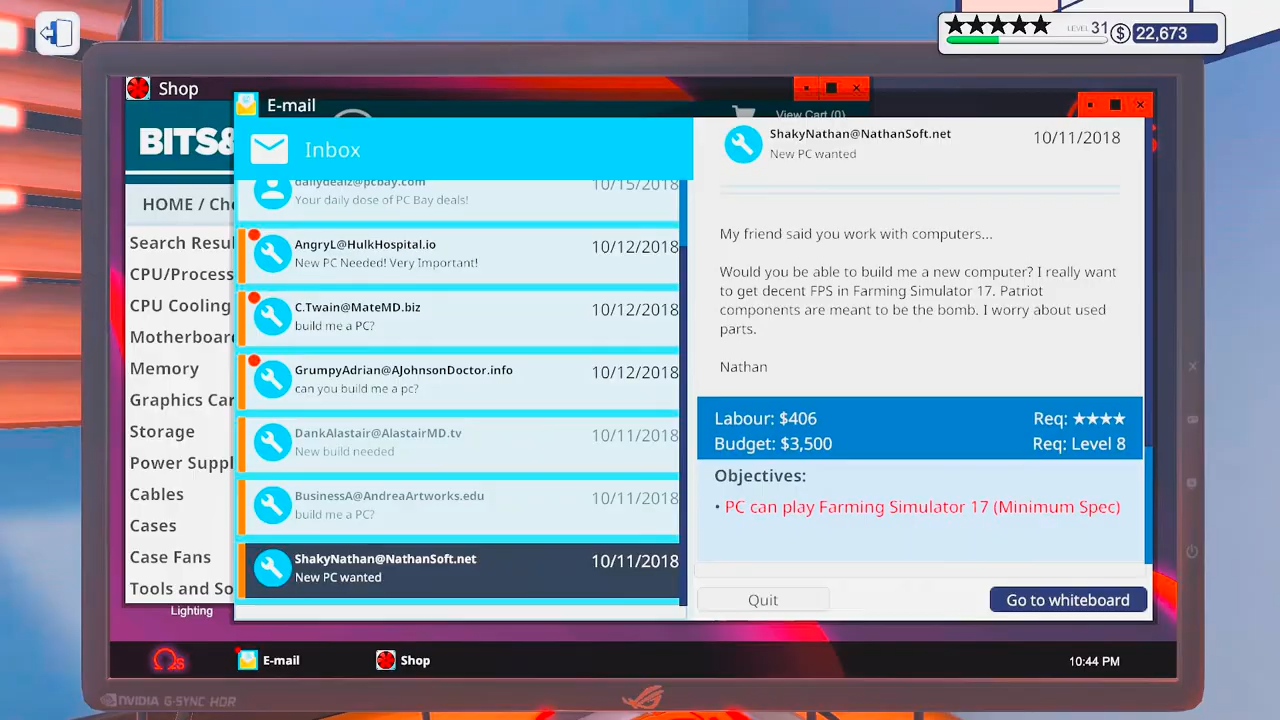 ★★★★★ LEVEL 31 $ 22,673
Shop
E-mail
BITS&
View Cart (0)
Inbox
HOME /
Search Resu
CPU/Process
CPU Cooling
Motherboar
Memory
Graphics Car
Storage
Power Suppl
Cables
Cases
Case Fans
Tools and So
Lighting
dailydealz@pcbay.com 10/15/2018
Your daily dose of PC Bay deals!
AngryL@HulkHospital.io 10/12/2018
New PC Needed! Very Important!
C.Twain@MateMD.biz 10/12/2018
build me a PC?
GrumpyAdrian@AJohnsonDoctor.info 10/12/2018
can you build me a pc?
DankAlastair@AlastairMD.tv 10/11/2018
New build needed
BusinessA@AndreaArtworks.edu 10/11/2018
build me a PC?
ShakyNathan@NathanSoft.net 10/11/2018
New PC wanted
ShakyNathan@NathanSoft.net 10/11/2018
New PC wanted
My friend said you work with computers...
Would you be able to build me a new computer? I really want
to get decent FPS in Farming Simulator 17. Patriot
components are meant to be the bomb. I worry about used
parts.
Nathan
Labour: $406 Req: ★★★★
Budget: $3,500 Req: Level 8
Objectives:
• PC can play Farming Simulator 17 (Minimum Spec)
Quit Go to whiteboard
E-mail Shop 10:44 PM
NVIDIA G-SYNC HDR